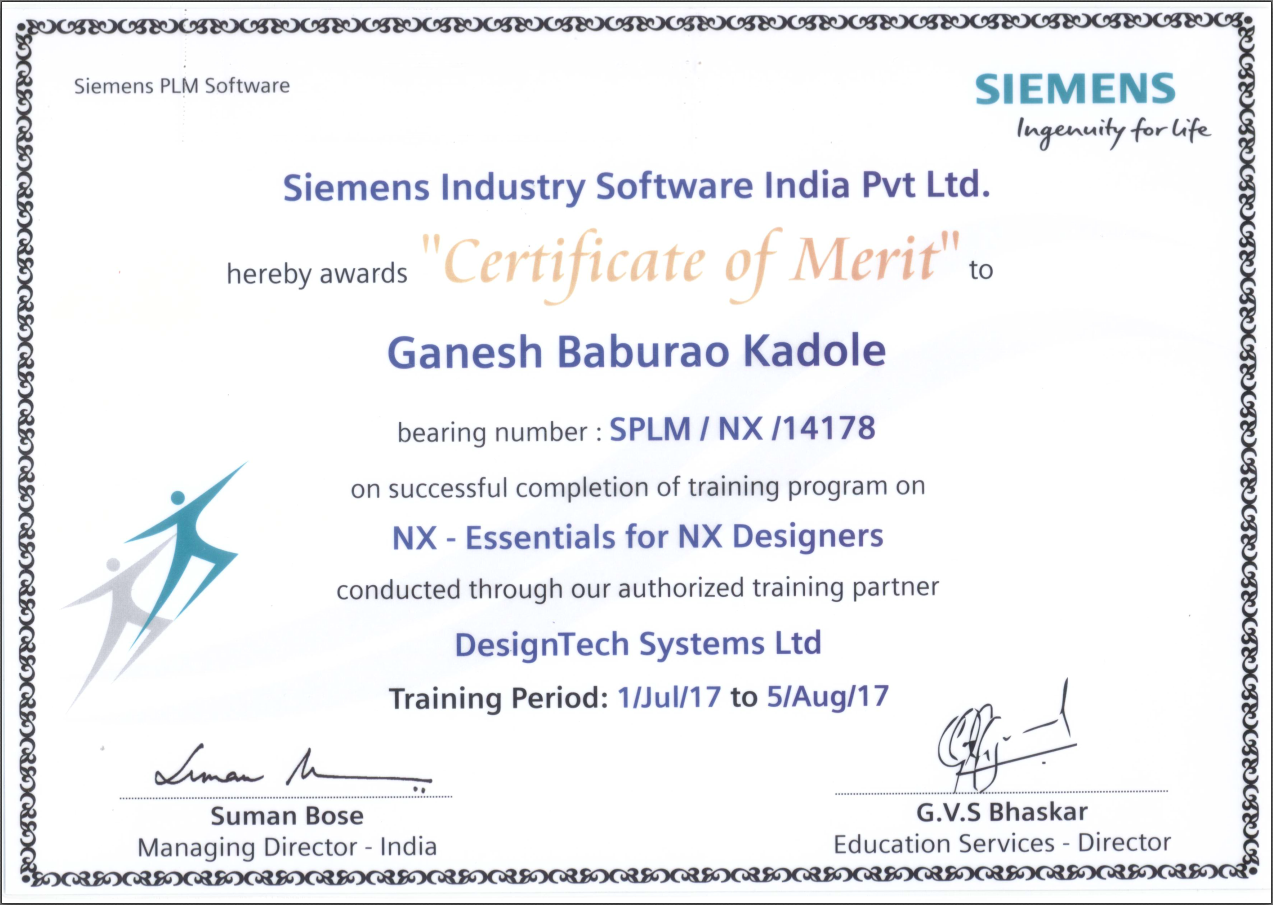 Siemens PLM Software
SIEMENS
Ingenuity for life
Siemens Industry Software India Pvt Ltd.
hereby awards "Certificate of Merit" to
Ganesh Baburao Kadole
bearing number : SPLM / NX /14178
on successful completion of training program on
NX - Essentials for NX Designers
conducted through our authorized training partner
DesignTech Systems Ltd
Training Period: 1/Jul/17 to 5/Aug/17
Suman Bose
Managing Director - India
G.V.S Bhaskar
Education Services - Director